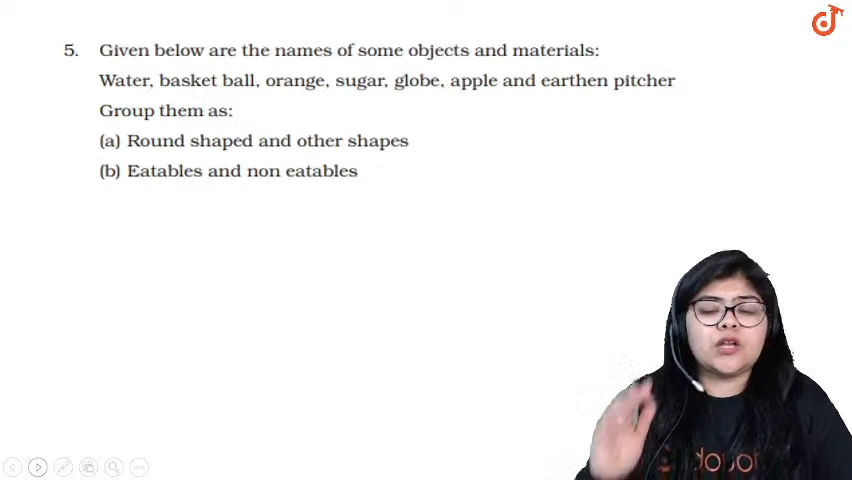 5. Given below are the names of some objects and materials:
Water, basket ball, orange, sugar, globe, apple and earthen pitcher
Group them as:
(a) Round shaped and other shapes
(b) Eatables and non eatables